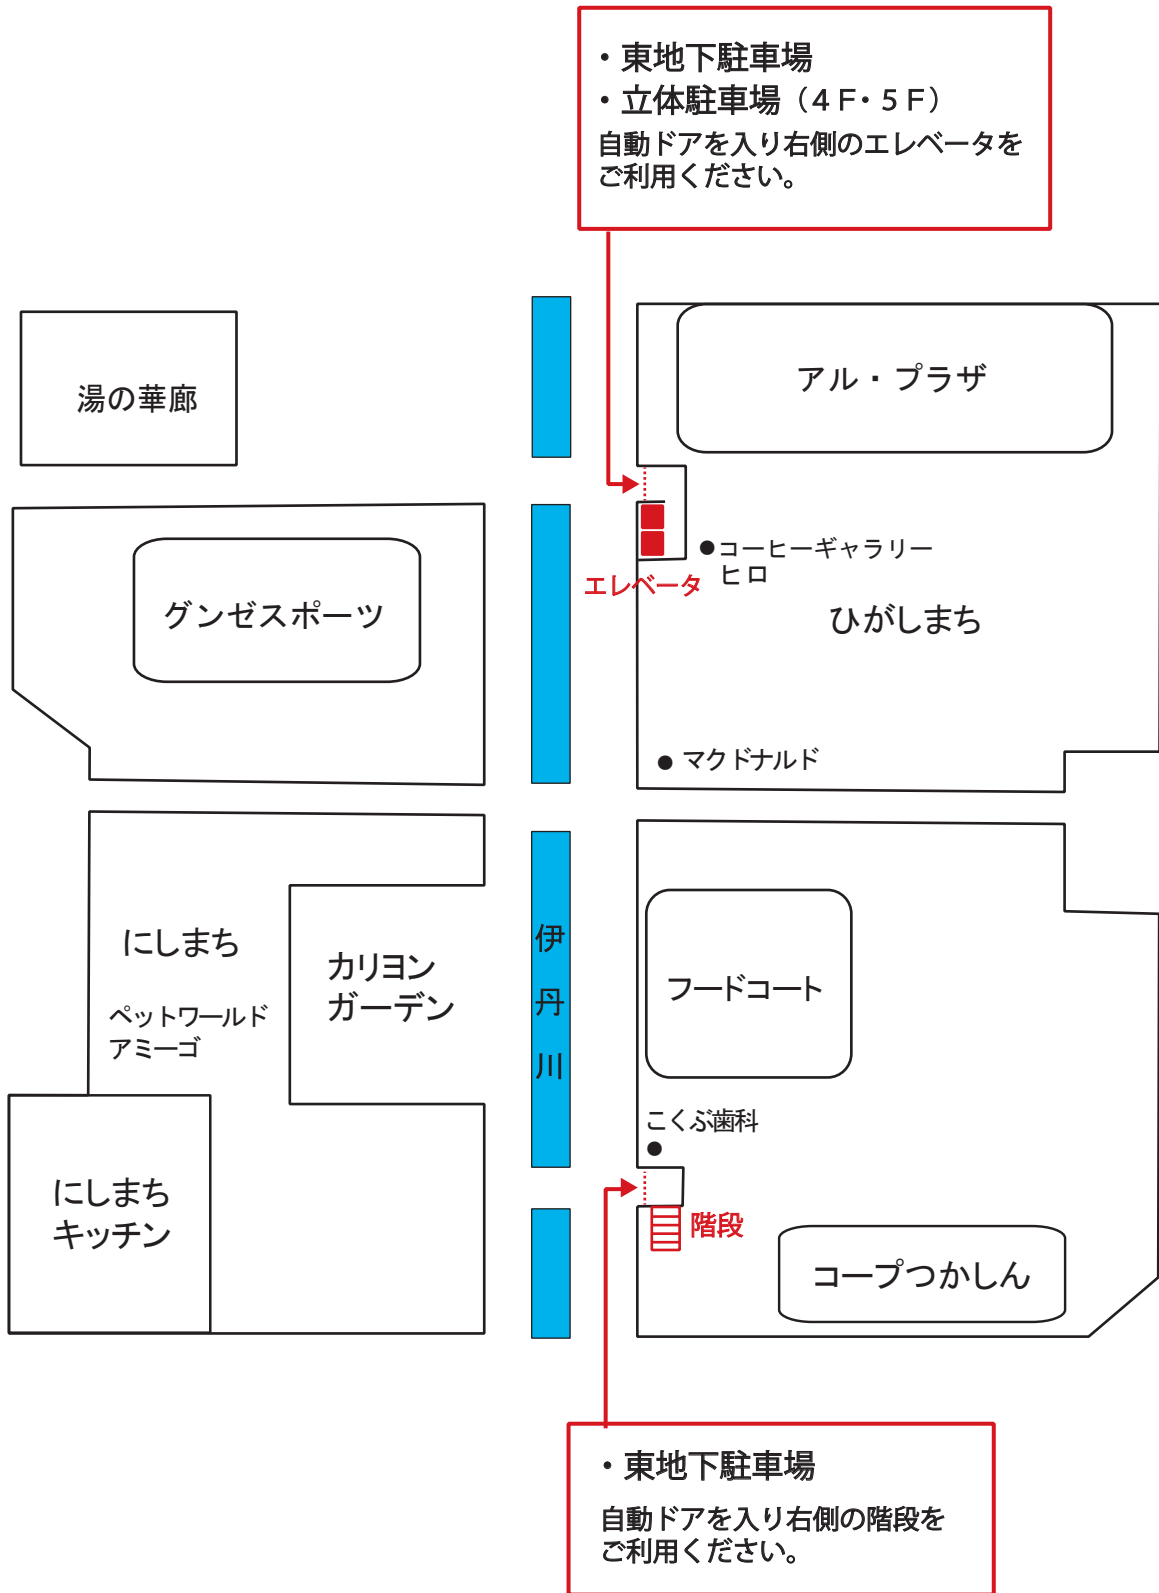 ・東地下駐車場
・立体駐車場（４Ｆ・５Ｆ）
自動ドアを入り右側のエレベータを
ご利用ください。
湯の華廊
アル・プラザ
コーヒーギャラリー
ヒロ
エレベータ
グンゼスポーツ
ひがしまち
マクドナルド
にしまち
カリヨン
ガーデン
伊丹川
フードコート
ペットワールド
アミーゴ
こくぶ歯科
にしまち
キッチン
階段
コープつかしん
・東地下駐車場
自動ドアを入り右側の階段を
ご利用ください。